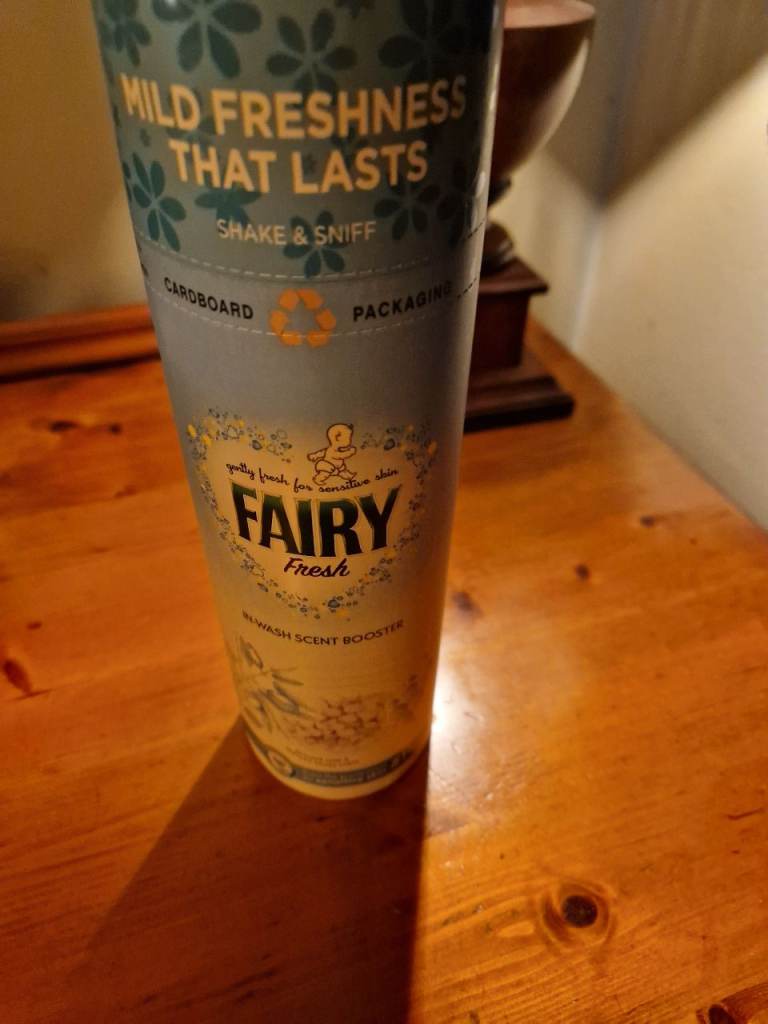 MILD FRESHNESS
THAT LASTS
SHAKE & SNIFF
CARDBOARD PACKAGING
gently fresh for sensitive skin
FAIRY
Fresh
IN-WASH SCENT BOOSTER